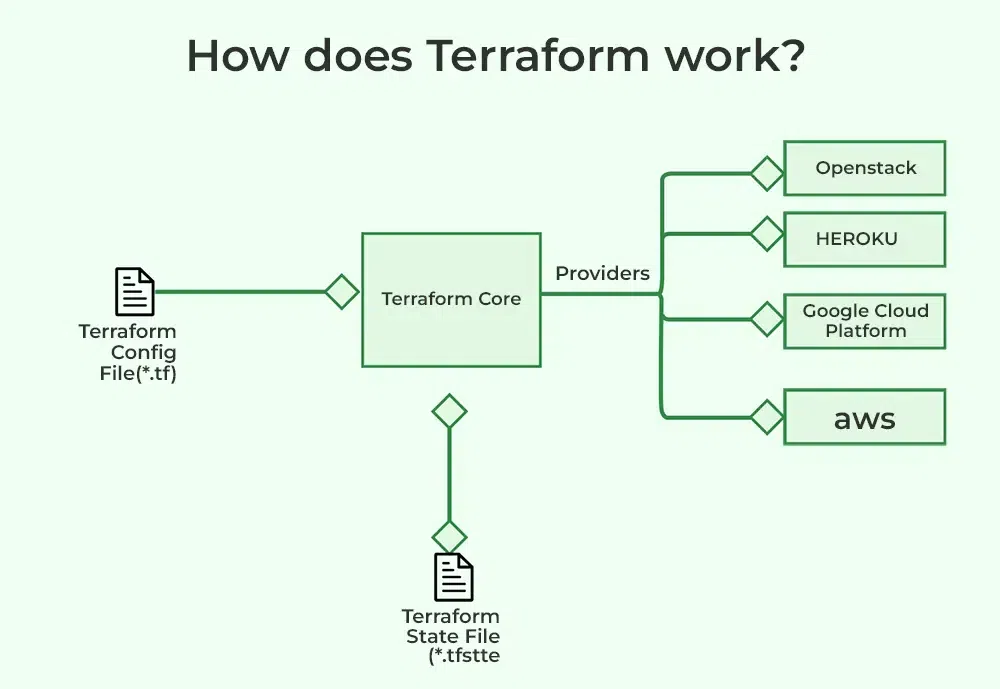 How does Terraform work?
Openstack
HEROKU
Providers
Terraform Core
Google Cloud
Platform
Terraform
Config
File(*.tf)
aws
Terraform
State File
(*.tfstte